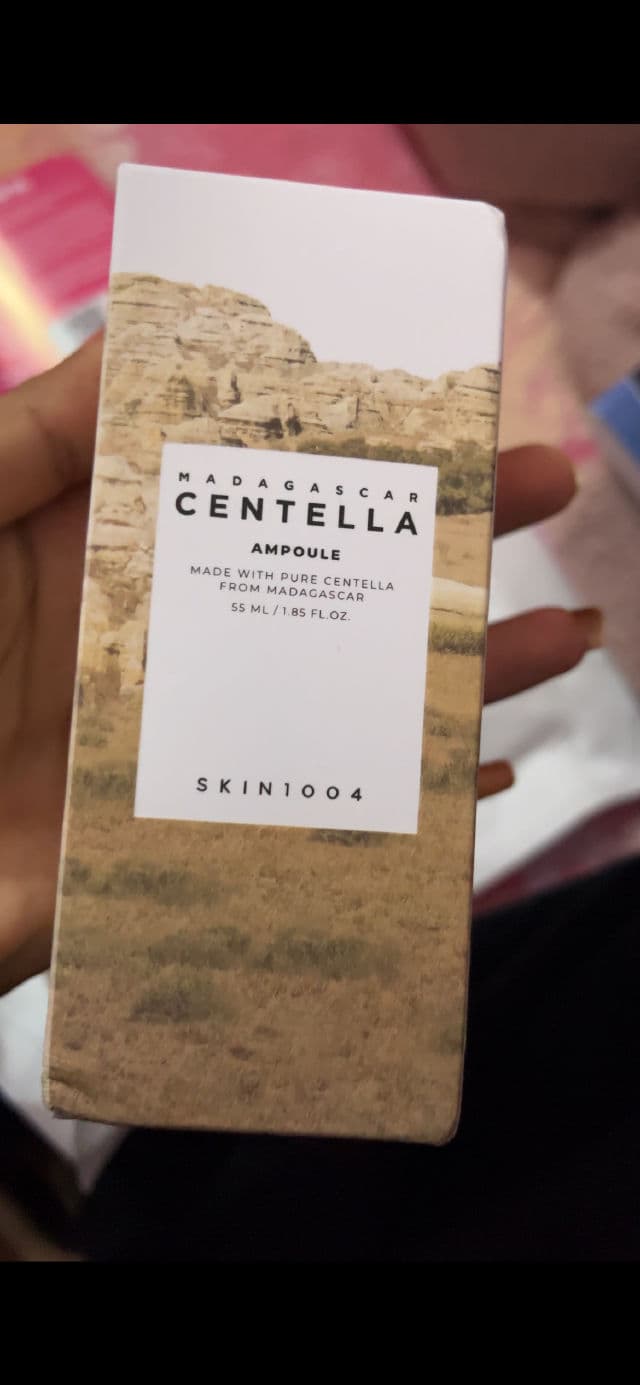 MADAGASCAR
CENTELLA
AMPOULE
MADE WITH PURE CENTELLA
FROM MADAGASCAR
55 ML / 1.85 FL.OZ.
SKIN1004